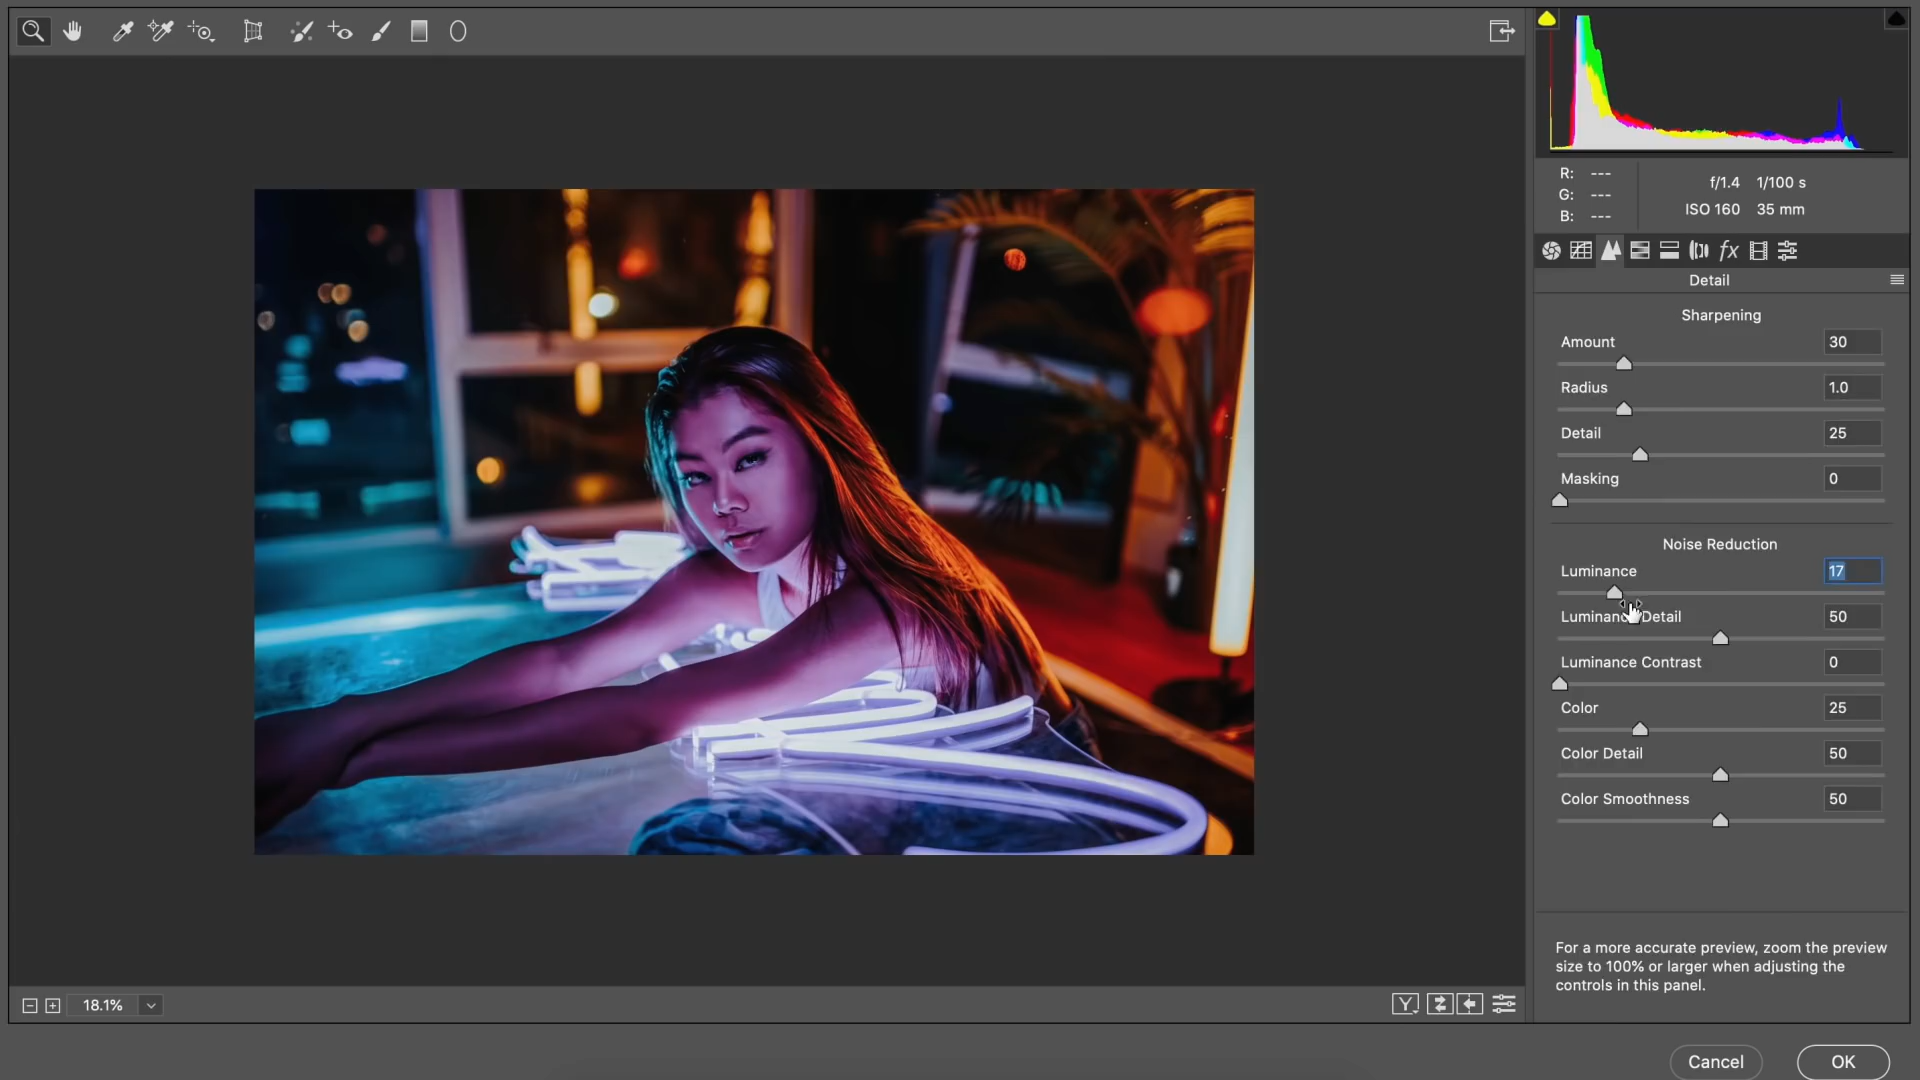 R: ---
G: ---
B: ---
f/1.4 1/100 s
ISO 160 35 mm
fx
Detail
Sharpening
Amount 30
Radius 1.0
Detail 25
Masking 0
Noise Reduction
Luminance 17
Luminance Detail 50
Luminance Contrast 0
Color 25
Color Detail 50
Color Smoothness 50
For a more accurate preview, zoom the preview
size to 100% or larger when adjusting the
controls in this panel.
18.1%
Y
Cancel OK